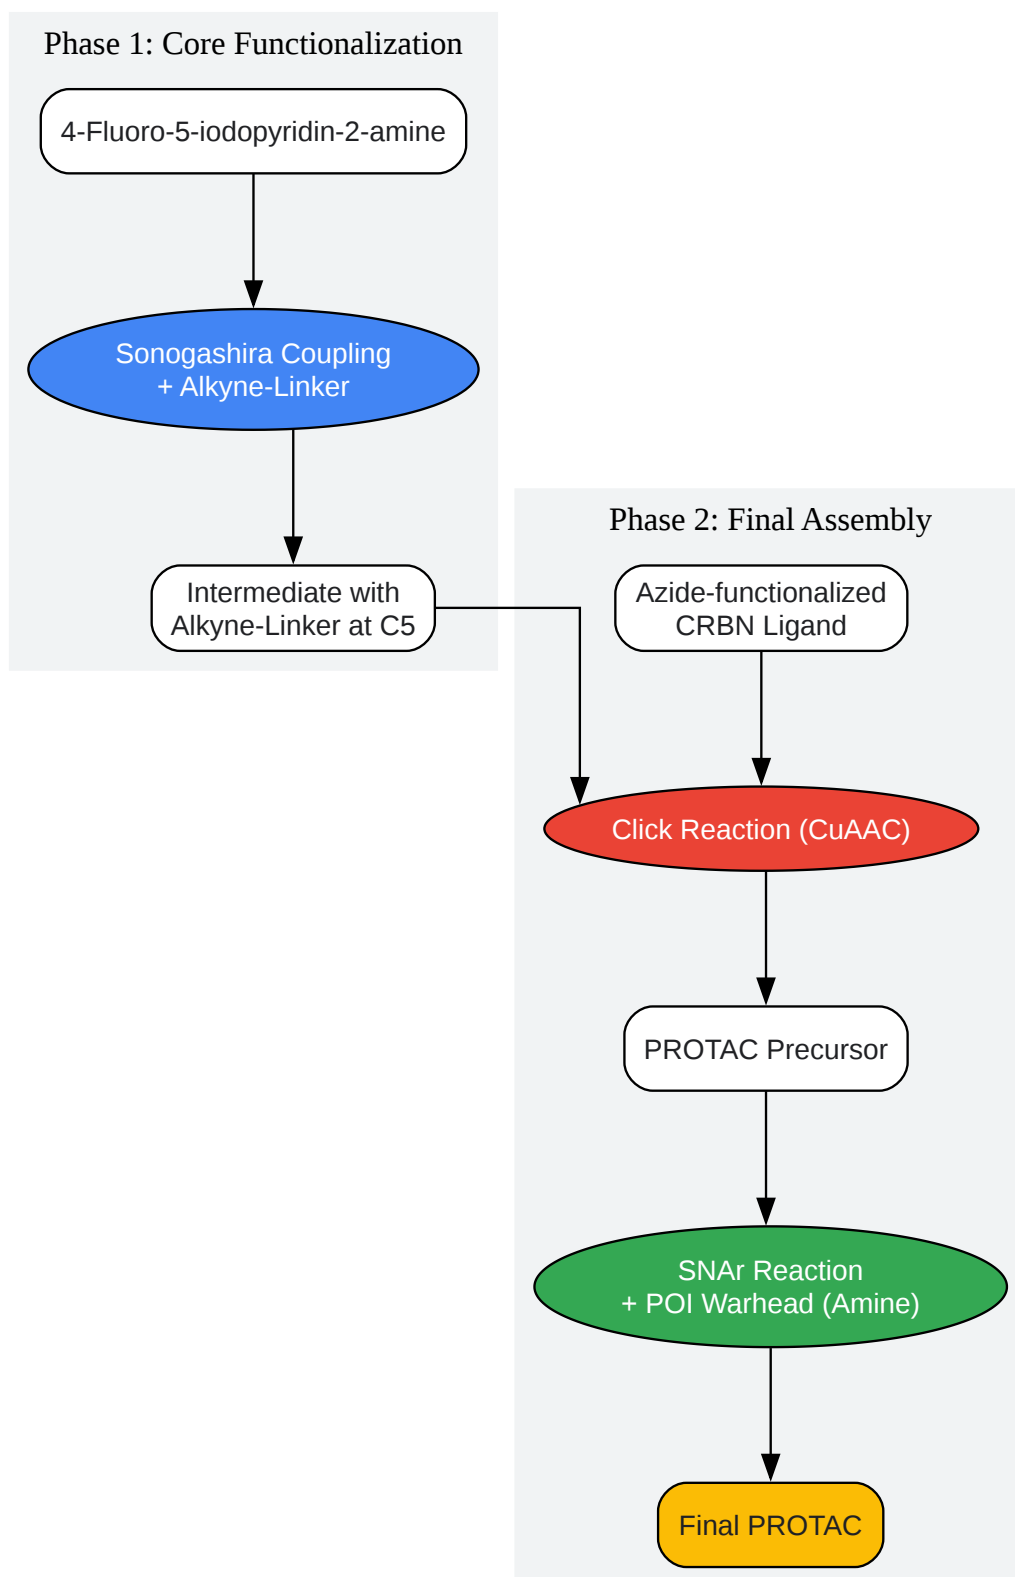 Phase 1: Core Functionalization
4-Fluoro-5-iodopyridin-2-amine
Sonogashira Coupling
+ Alkyne-Linker
Intermediate with
Alkyne-Linker at C5
Phase 2: Final Assembly
Azide-functionalized
CRBN Ligand
Click Reaction (CuAAC)
PROTAC Precursor
SNAr Reaction
+ POI Warhead (Amine)
Final PROTAC